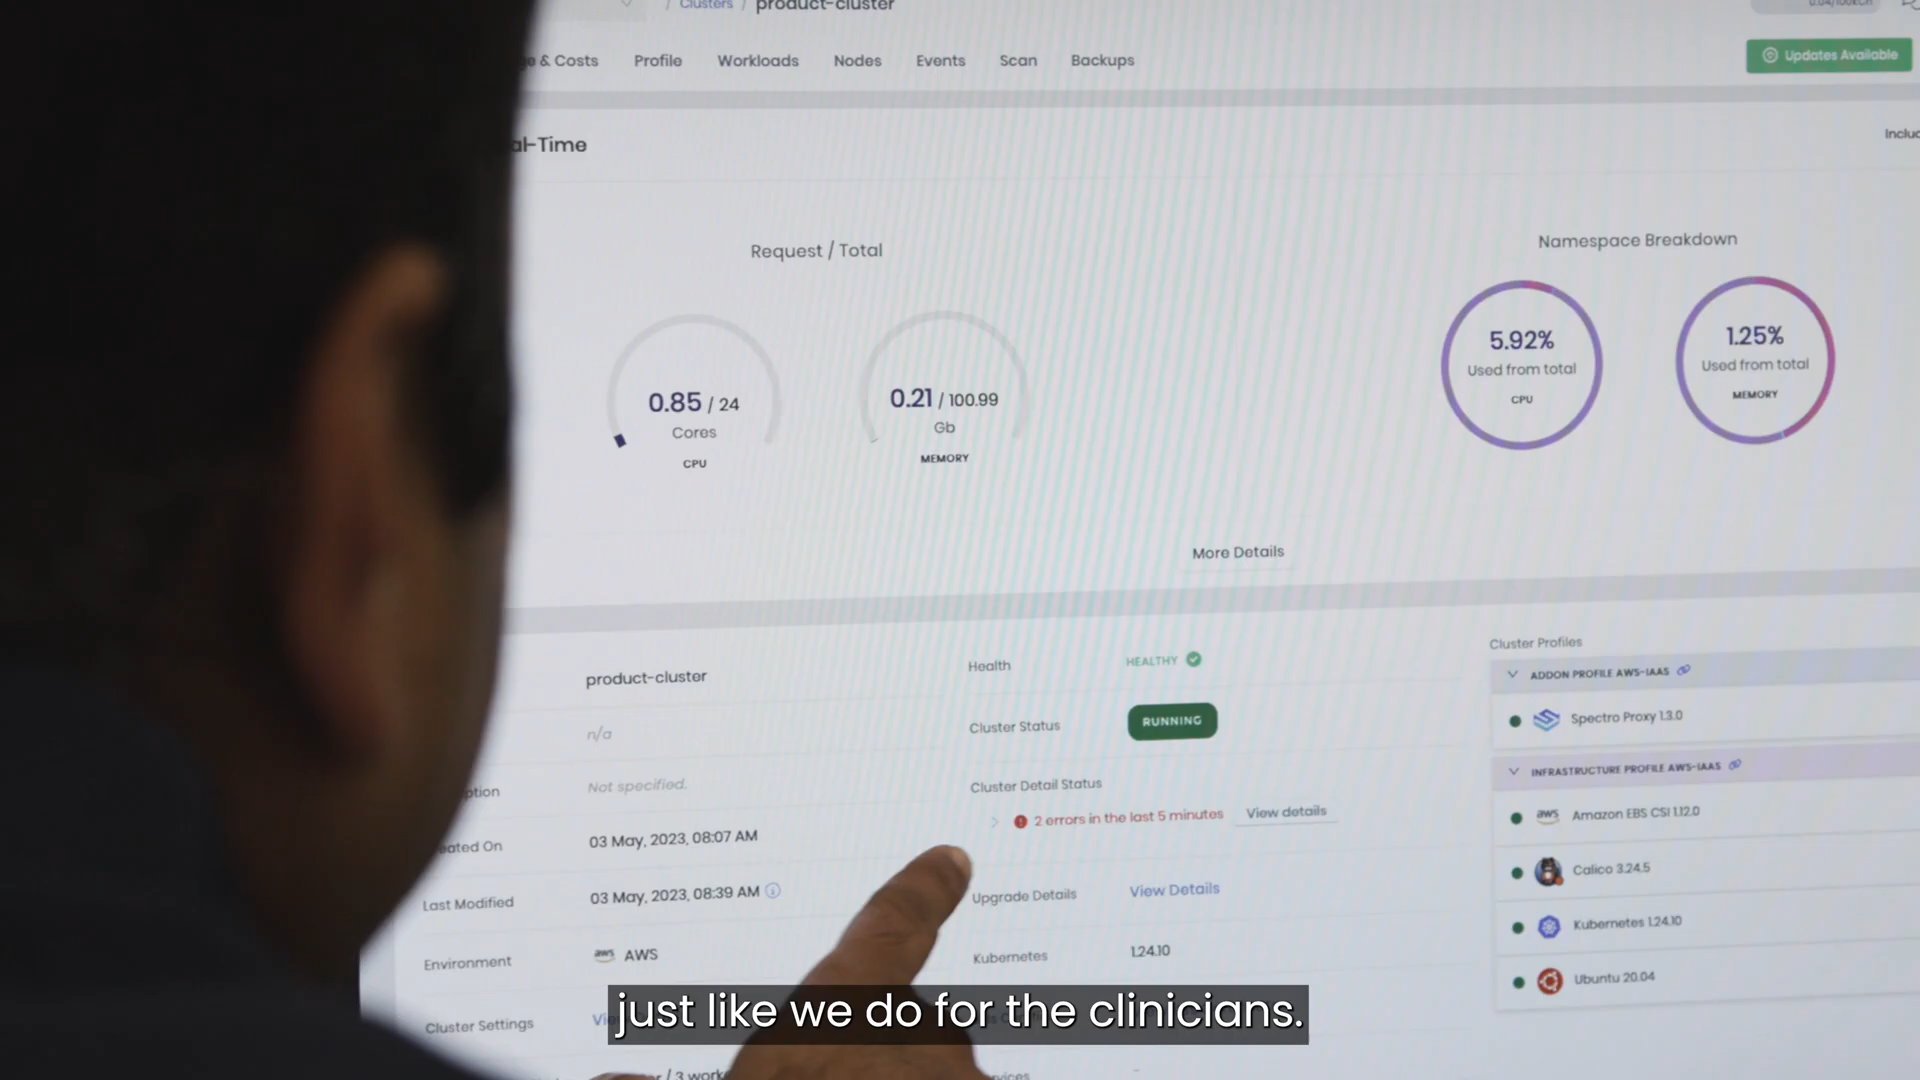 / Clusters / product-cluster
& Costs Profile Workloads Nodes Events Scan Backups
Updates Available
al-Time
Request / Total
Namespace Breakdown
0.85 / 24
Cores
CPU
0.21 / 100.99
Gb
MEMORY
5.92%
Used from total
CPU
1.25%
Used from total
MEMORY
More Details
product-cluster
n/a
Not specified.
Created On 03 May, 2023, 08:07 AM
Last Modified 03 May, 2023, 08:39 AM
Environment aws AWS
Cluster Settings
Health HEALTHY
Cluster Status RUNNING
Cluster Detail Status
2 errors in the last 5 minutes View details
Upgrade Details View Details
Kubernetes 1.24.10
Cluster Profiles
ADDON PROFILE AWS-IAAS
Spectro Proxy 1.3.0
INFRASTRUCTURE PROFILE AWS-IAAS
aws Amazon EBS CSI 1.12.0
Calico 3.24.5
Kubernetes 1.24.10
Ubuntu 20.04
just like we do for the clinicians.